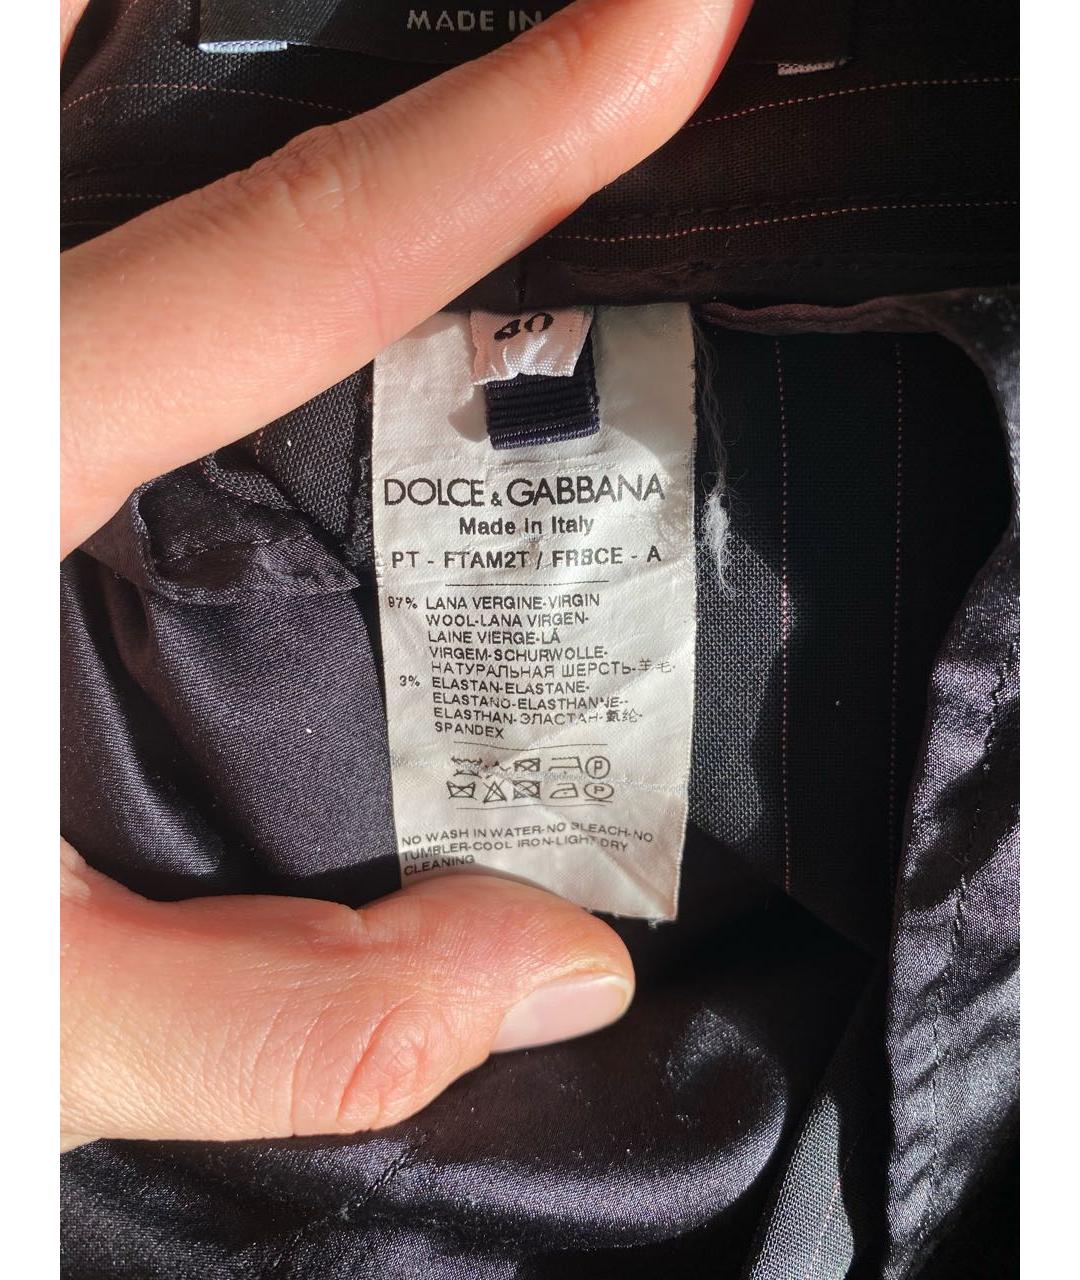 MADE IN
40
DOLCE & GABBANA
Made in Italy
PT - FTAM2T / FRBCE - A
97% LANA VERGINE-VIRGIN
WOOL-LANA VIRGEN-
LAINE VIERGE-LÃ
VIRGEM-SCHURWOLLE-
НАТУРАЛЬНАЯ ШЕРСТЬ-羊毛-
3% ELASTAN-ELASTANE-
ELASTANO-ELASTHANNE--
ELASTHAN-ЭЛАСТАН-氨纶-
SPANDEX
NO WASH IN WATER-NO BLEACH-NO
TUMBLER-COOL IRON-LIGHT DRY
CLEANING